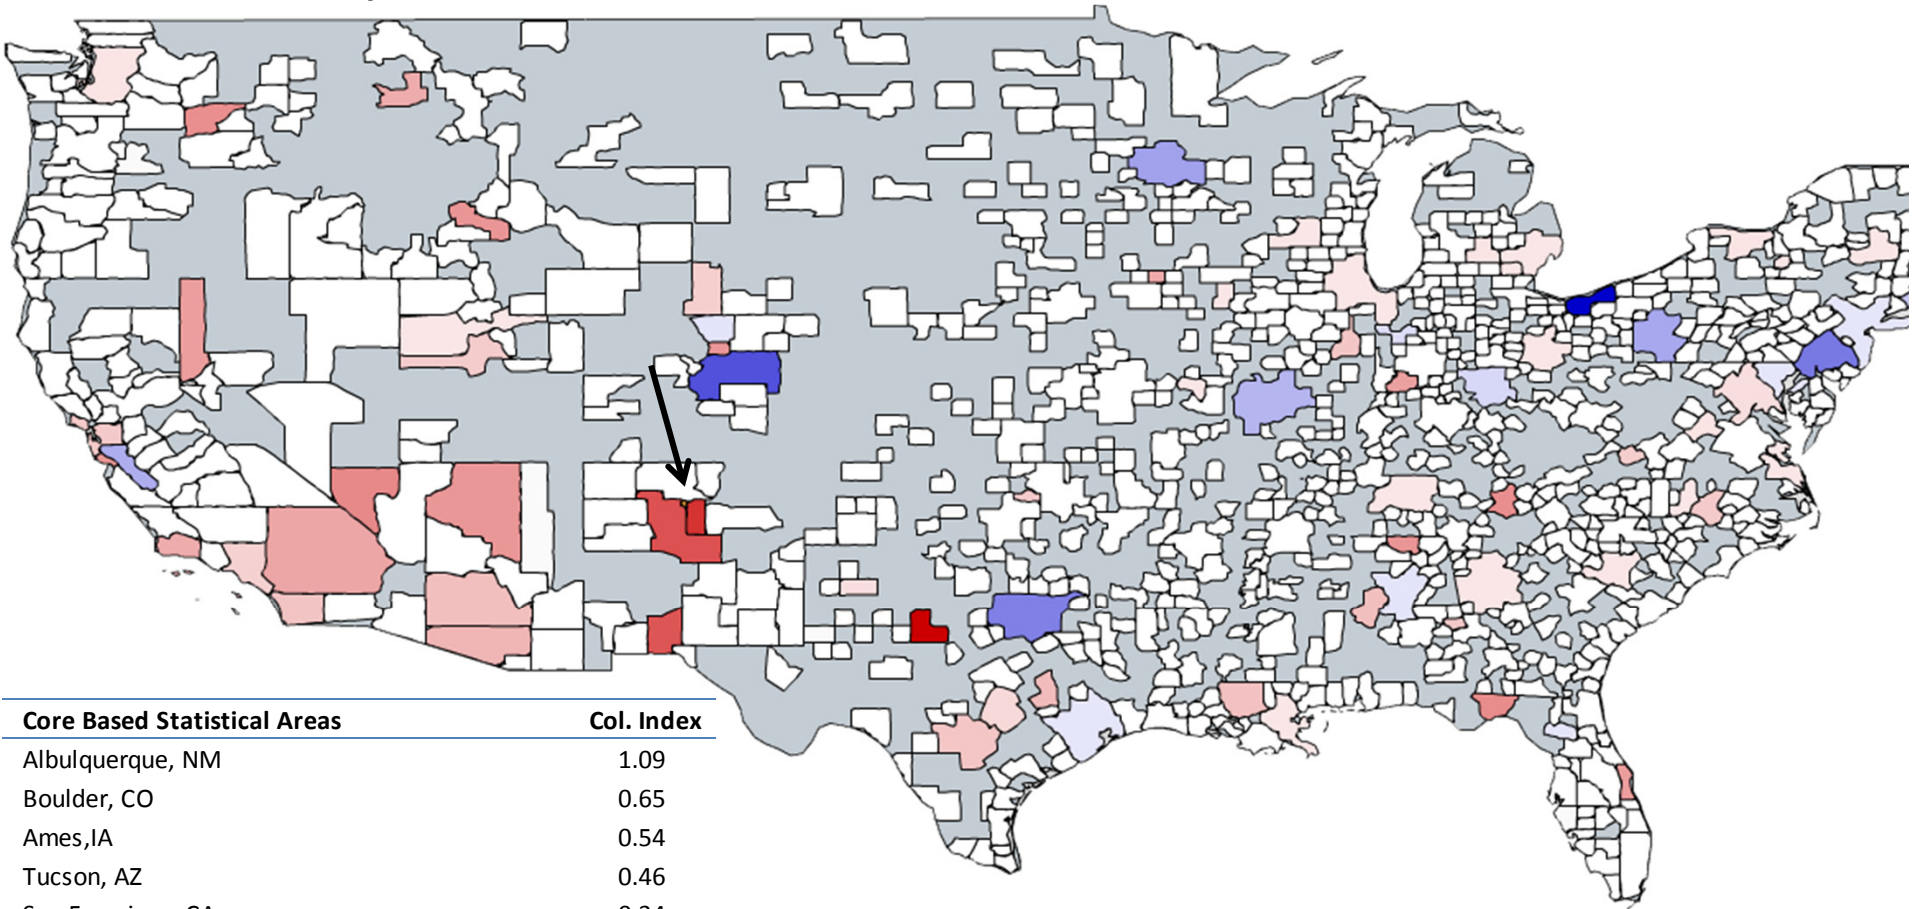 Core Based Statistical Areas Col. Index
Albulquerque, NM 1.09
Boulder, CO 0.65
Ames,IA 0.54
Tucson, AZ 0.46